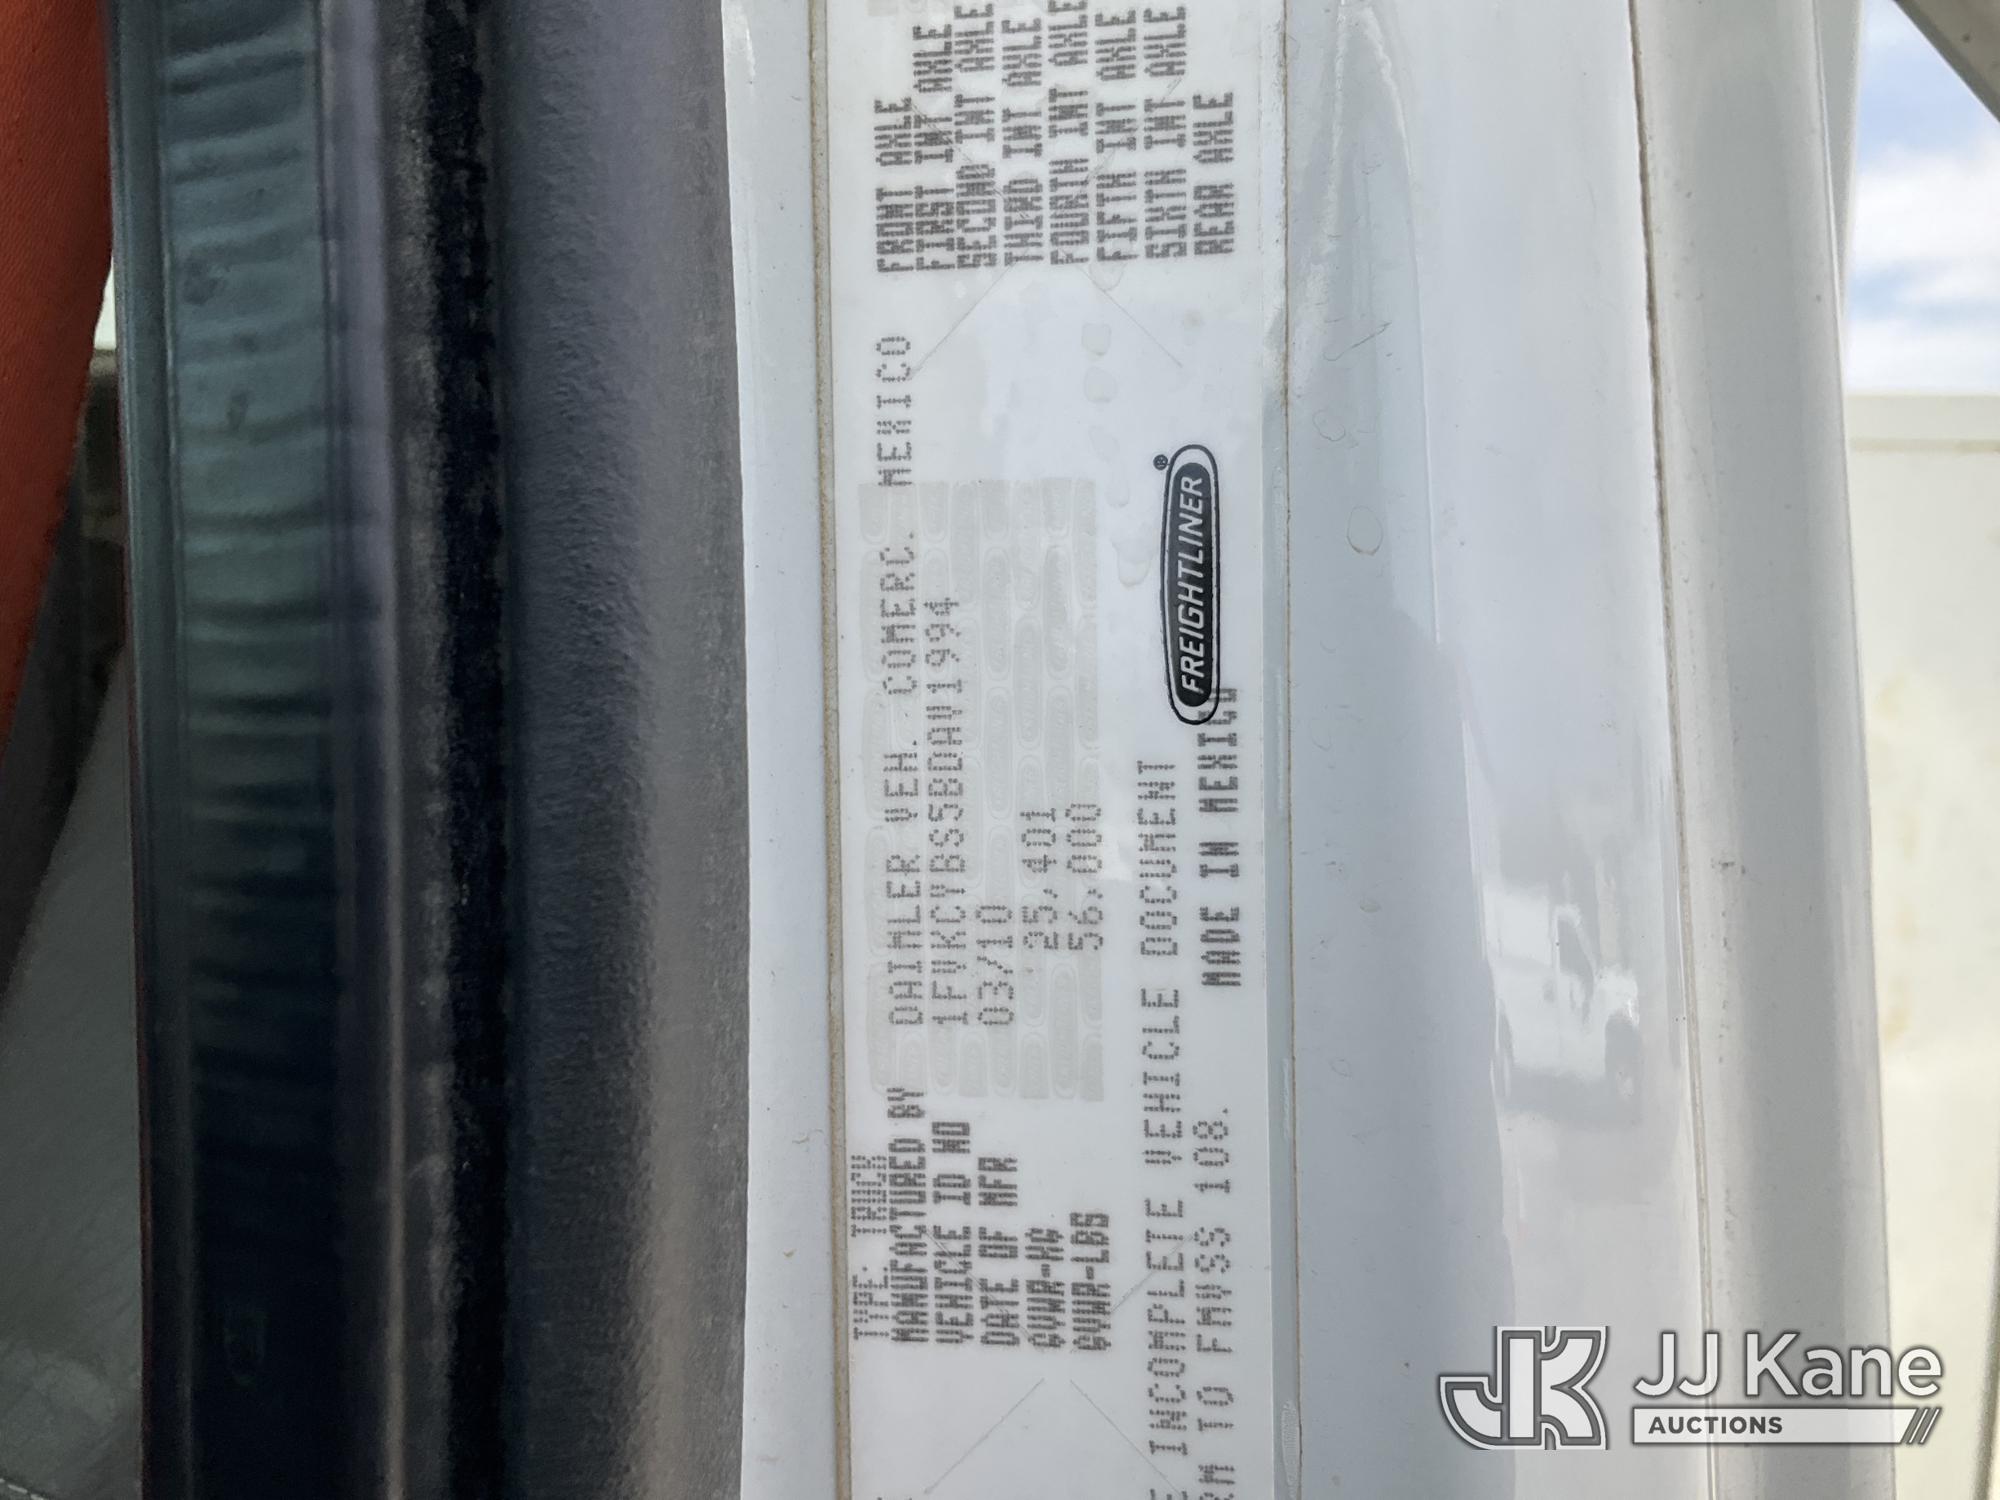 TYPE: TRUCK
MANUFACTURED BY DAIMLER VEH. COMERC. MEXICO
VEHICLE ID NO 1FVKCYBS5BDAU1994
DATE OF MFR 03/10
GVWR-KG 25,401
GVWR-LBS 56,000
INCOMPLETE VEHICLE DOCUMENT
TO FMVSS 108.
MADE IN MEXICO
FREIGHTLINER®
FRONT AXLE
FIRST INT AXLE
SECOND INT AXLE
THIRD INT AXLE
FOURTH INT AXLE
FIFTH INT AXLE
SIXTH INT AXLE
REAR AXLE
JK JJ Kane
AUCTIONS